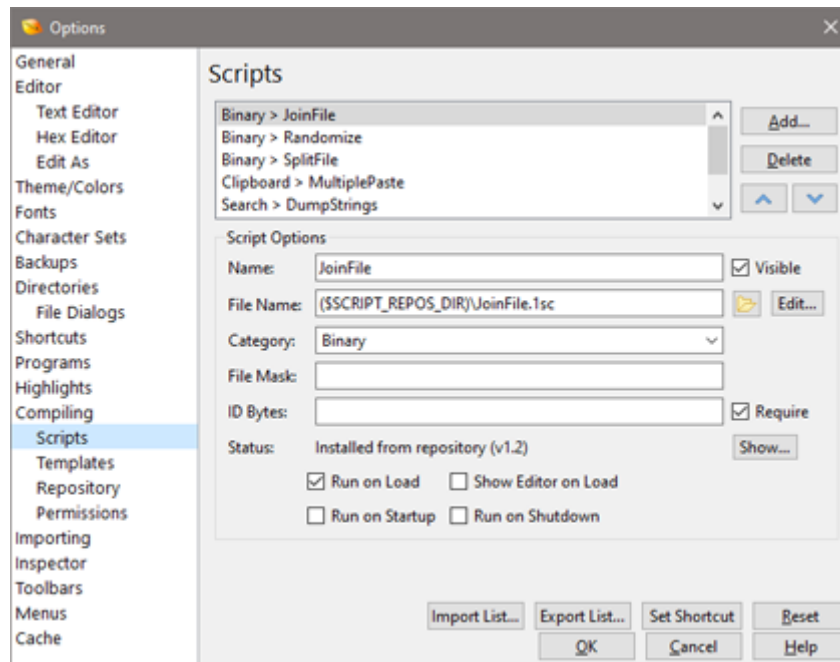 Options
General
Editor
Text Editor
Hex Editor
Edit As
Theme/Colors
Fonts
Character Sets
Backups
Directories
File Dialogs
Shortcuts
Programs
Highlights
Compiling
Scripts
Templates
Repository
Permissions
Importing
Inspector
Toolbars
Menus
Cache
Scripts
Binary > JoinFile
Binary > Randomize
Binary > SplitFile
Clipboard > MultiplePaste
Search > DumpStrings
Add...
Delete
Script Options
Name: JoinFile Visible
File Name: ($SCRIPT_REPOS_DIR)\JoinFile.1sc Edit...
Category: Binary
File Mask:
ID Bytes: Require
Status: Installed from repository (v1.2) Show...
Run on Load Show Editor on Load
Run on Startup Run on Shutdown
Import List... Export List... Set Shortcut Reset
OK Cancel Help